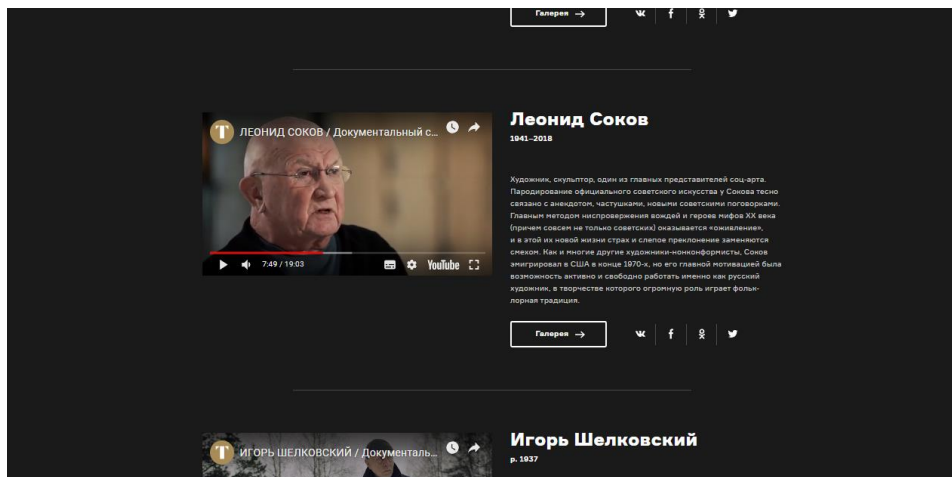 Галерея →
Леонид Соков
1941–2018
ЛЕОНИД СОКОВ / Документальный с...
Художник, скульптор, один из главных представителей соц-арта.
Пародирование официального советского искусства у Сокова тесно
связано с анекдотом, частушками, новыми советскими поговорками.
Главным методом ниспровержения вождей и героев мифов XX века
(причем совсем не только советских) оказывается «оживление»,
и в этой их новой жизни страх и слепое преклонение заменяются
смехом. Как и многие другие художники-нонконформисты, Соков
эмигрировал в США в конце 1970-х, но его главной мотивацией была
возможность активно и свободно работать именно как русский
художник, в творчестве которого огромную роль играет фольк-
лорная традиция.
7:49 / 19:03
YouTube
Галерея →
Игорь Шелковский
р. 1937
ИГОРЬ ШЕЛКОВСКИЙ / Документаль...